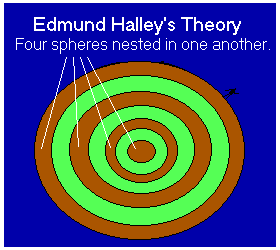 Edmund Halley's Theory
Four spheres nested in one another.